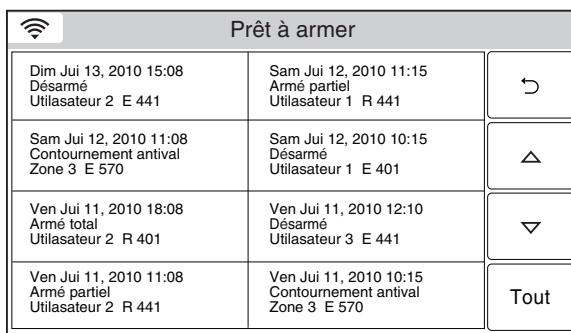 Prêt à armer
Dim Jui 13, 2010 15:08
Désarmé
Utilasateur 2 E 441
Sam Jui 12, 2010 11:15
Armé partiel
Utilasateur 1 R 441
Sam Jui 12, 2010 11:08
Contournement antival
Zone 3 E 570
Sam Jui 12, 2010 10:15
Désarmé
Utilasateur 1 E 401
Ven Jui 11, 2010 18:08
Armé total
Utilasateur 2 R 401
Ven Jui 11, 2010 12:10
Désarmé
Utilasateur 3 E 441
Ven Jui 11, 2010 11:08
Armé partiel
Utilasateur 2 R 441
Ven Jui 11, 2010 10:15
Contournement antival
Zone 3 E 570
Tout